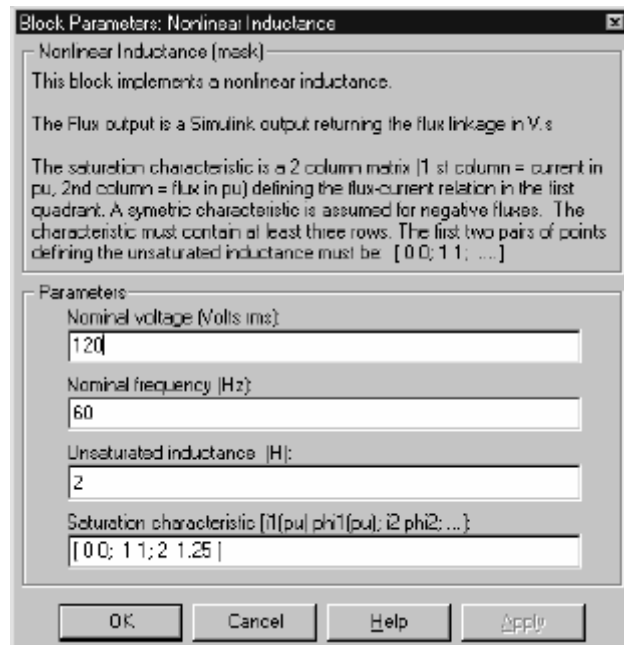 Block Parameters: Nonlinear Inductance
Nonlinear Inductance (mask)
This block implements a nonlinear inductance.
The Flux output is a Simulink output returning the flux linkage in V.s
The saturation characteristic is a 2 column matrix (1 st column = current in
pu, 2nd column = flux in pu) defining the flux-current relation in the first
quadrant. A symetric characteristic is assumed for negative fluxes. The
characteristic must contain at least three rows. The first two pairs of points
defining the unsaturated inductance must be: [ 0 0; 1 1; ....]
Parameters
Nominal voltage (Volts rms):
120
Nominal frequency (Hz):
60
Unsaturated inductance (H):
2
Saturation characteristic [i1(pu) phi1(pu); i2 phi2; ...]:
[ 0 0; 1 1; 2 1.25 ]
OK
Cancel
Help
Apply